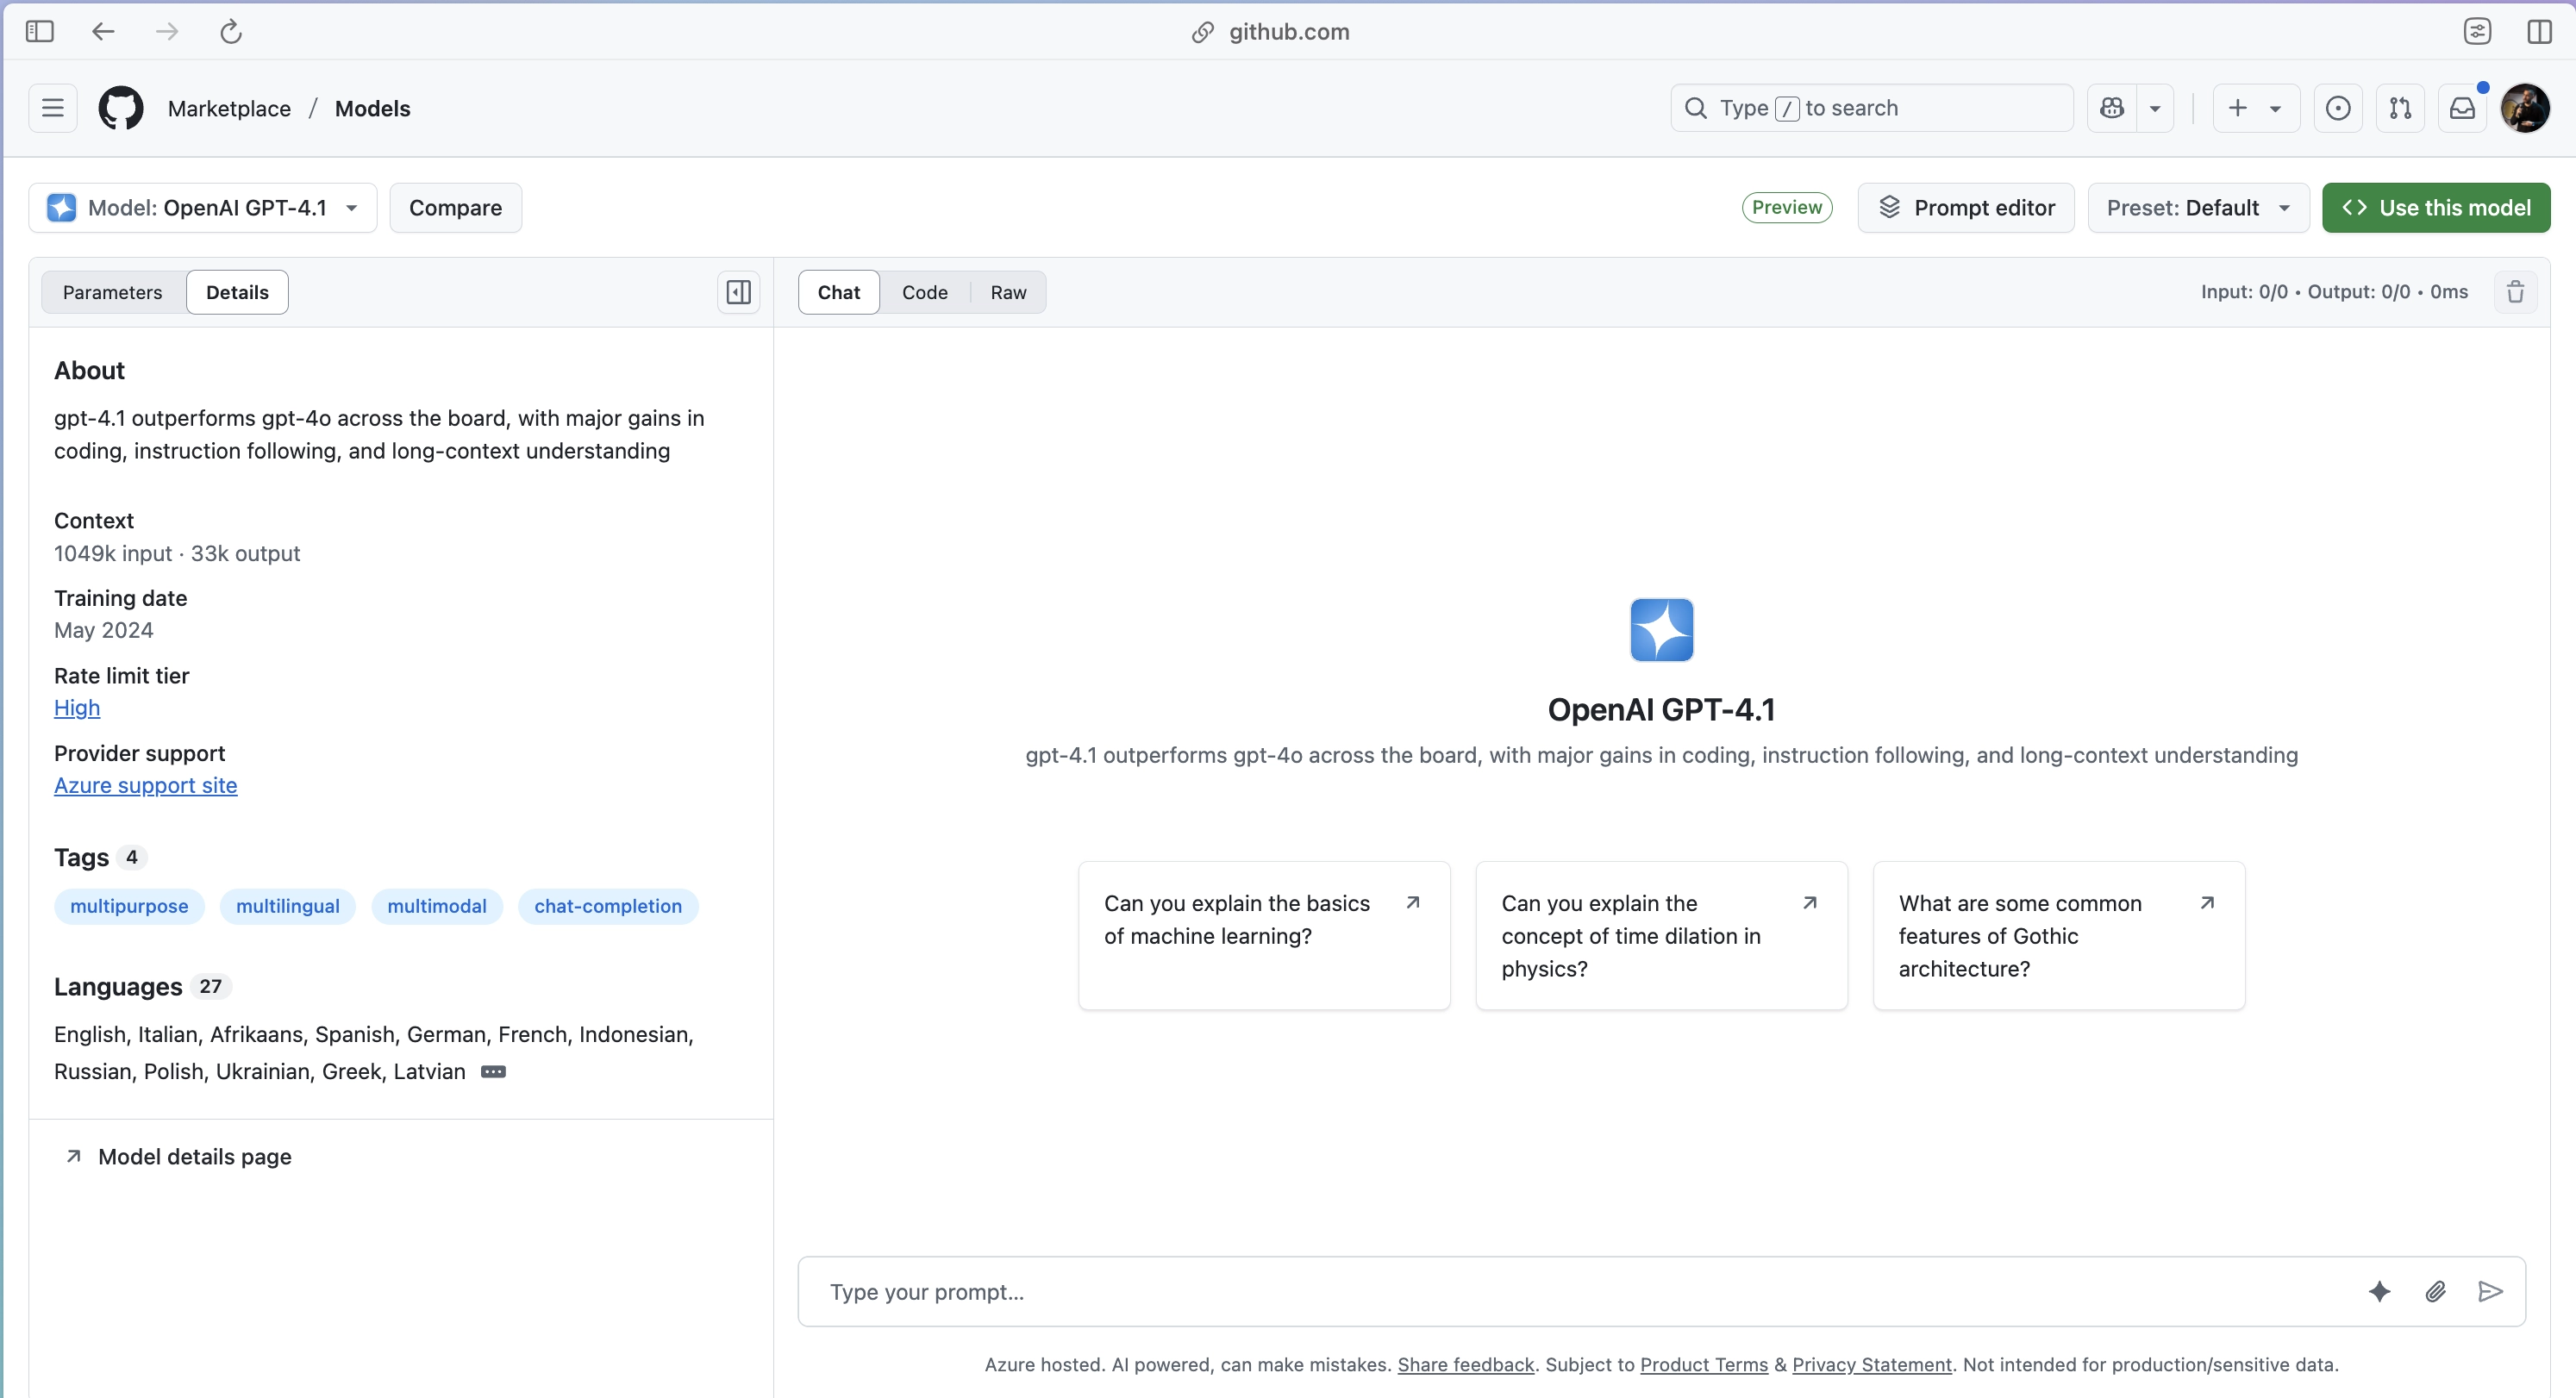 github.com
Marketplace / Models
Type / to search
Model: OpenAI GPT-4.1
Compare
Preview
Prompt editor
Preset: Default
Use this model
Parameters
Details
Chat
Code
Raw
Input: 0/0 • Output: 0/0 • 0ms
About
gpt-4.1 outperforms gpt-4o across the board, with major gains in
coding, instruction following, and long-context understanding
Context
1049k input · 33k output
Training date
May 2024
Rate limit tier
High
Provider support
Azure support site
Tags 4
multipurpose
multilingual
multimodal
chat-completion
Languages 27
English, Italian, Afrikaans, Spanish, German, French, Indonesian,
Russian, Polish, Ukrainian, Greek, Latvian
Model details page
OpenAI GPT-4.1
gpt-4.1 outperforms gpt-4o across the board, with major gains in coding, instruction following, and long-context understanding
Can you explain the basics
of machine learning?
Can you explain the
concept of time dilation in
physics?
What are some common
features of Gothic
architecture?
Type your prompt...
Azure hosted. AI powered, can make mistakes. Share feedback. Subject to Product Terms & Privacy Statement. Not intended for production/sensitive data.